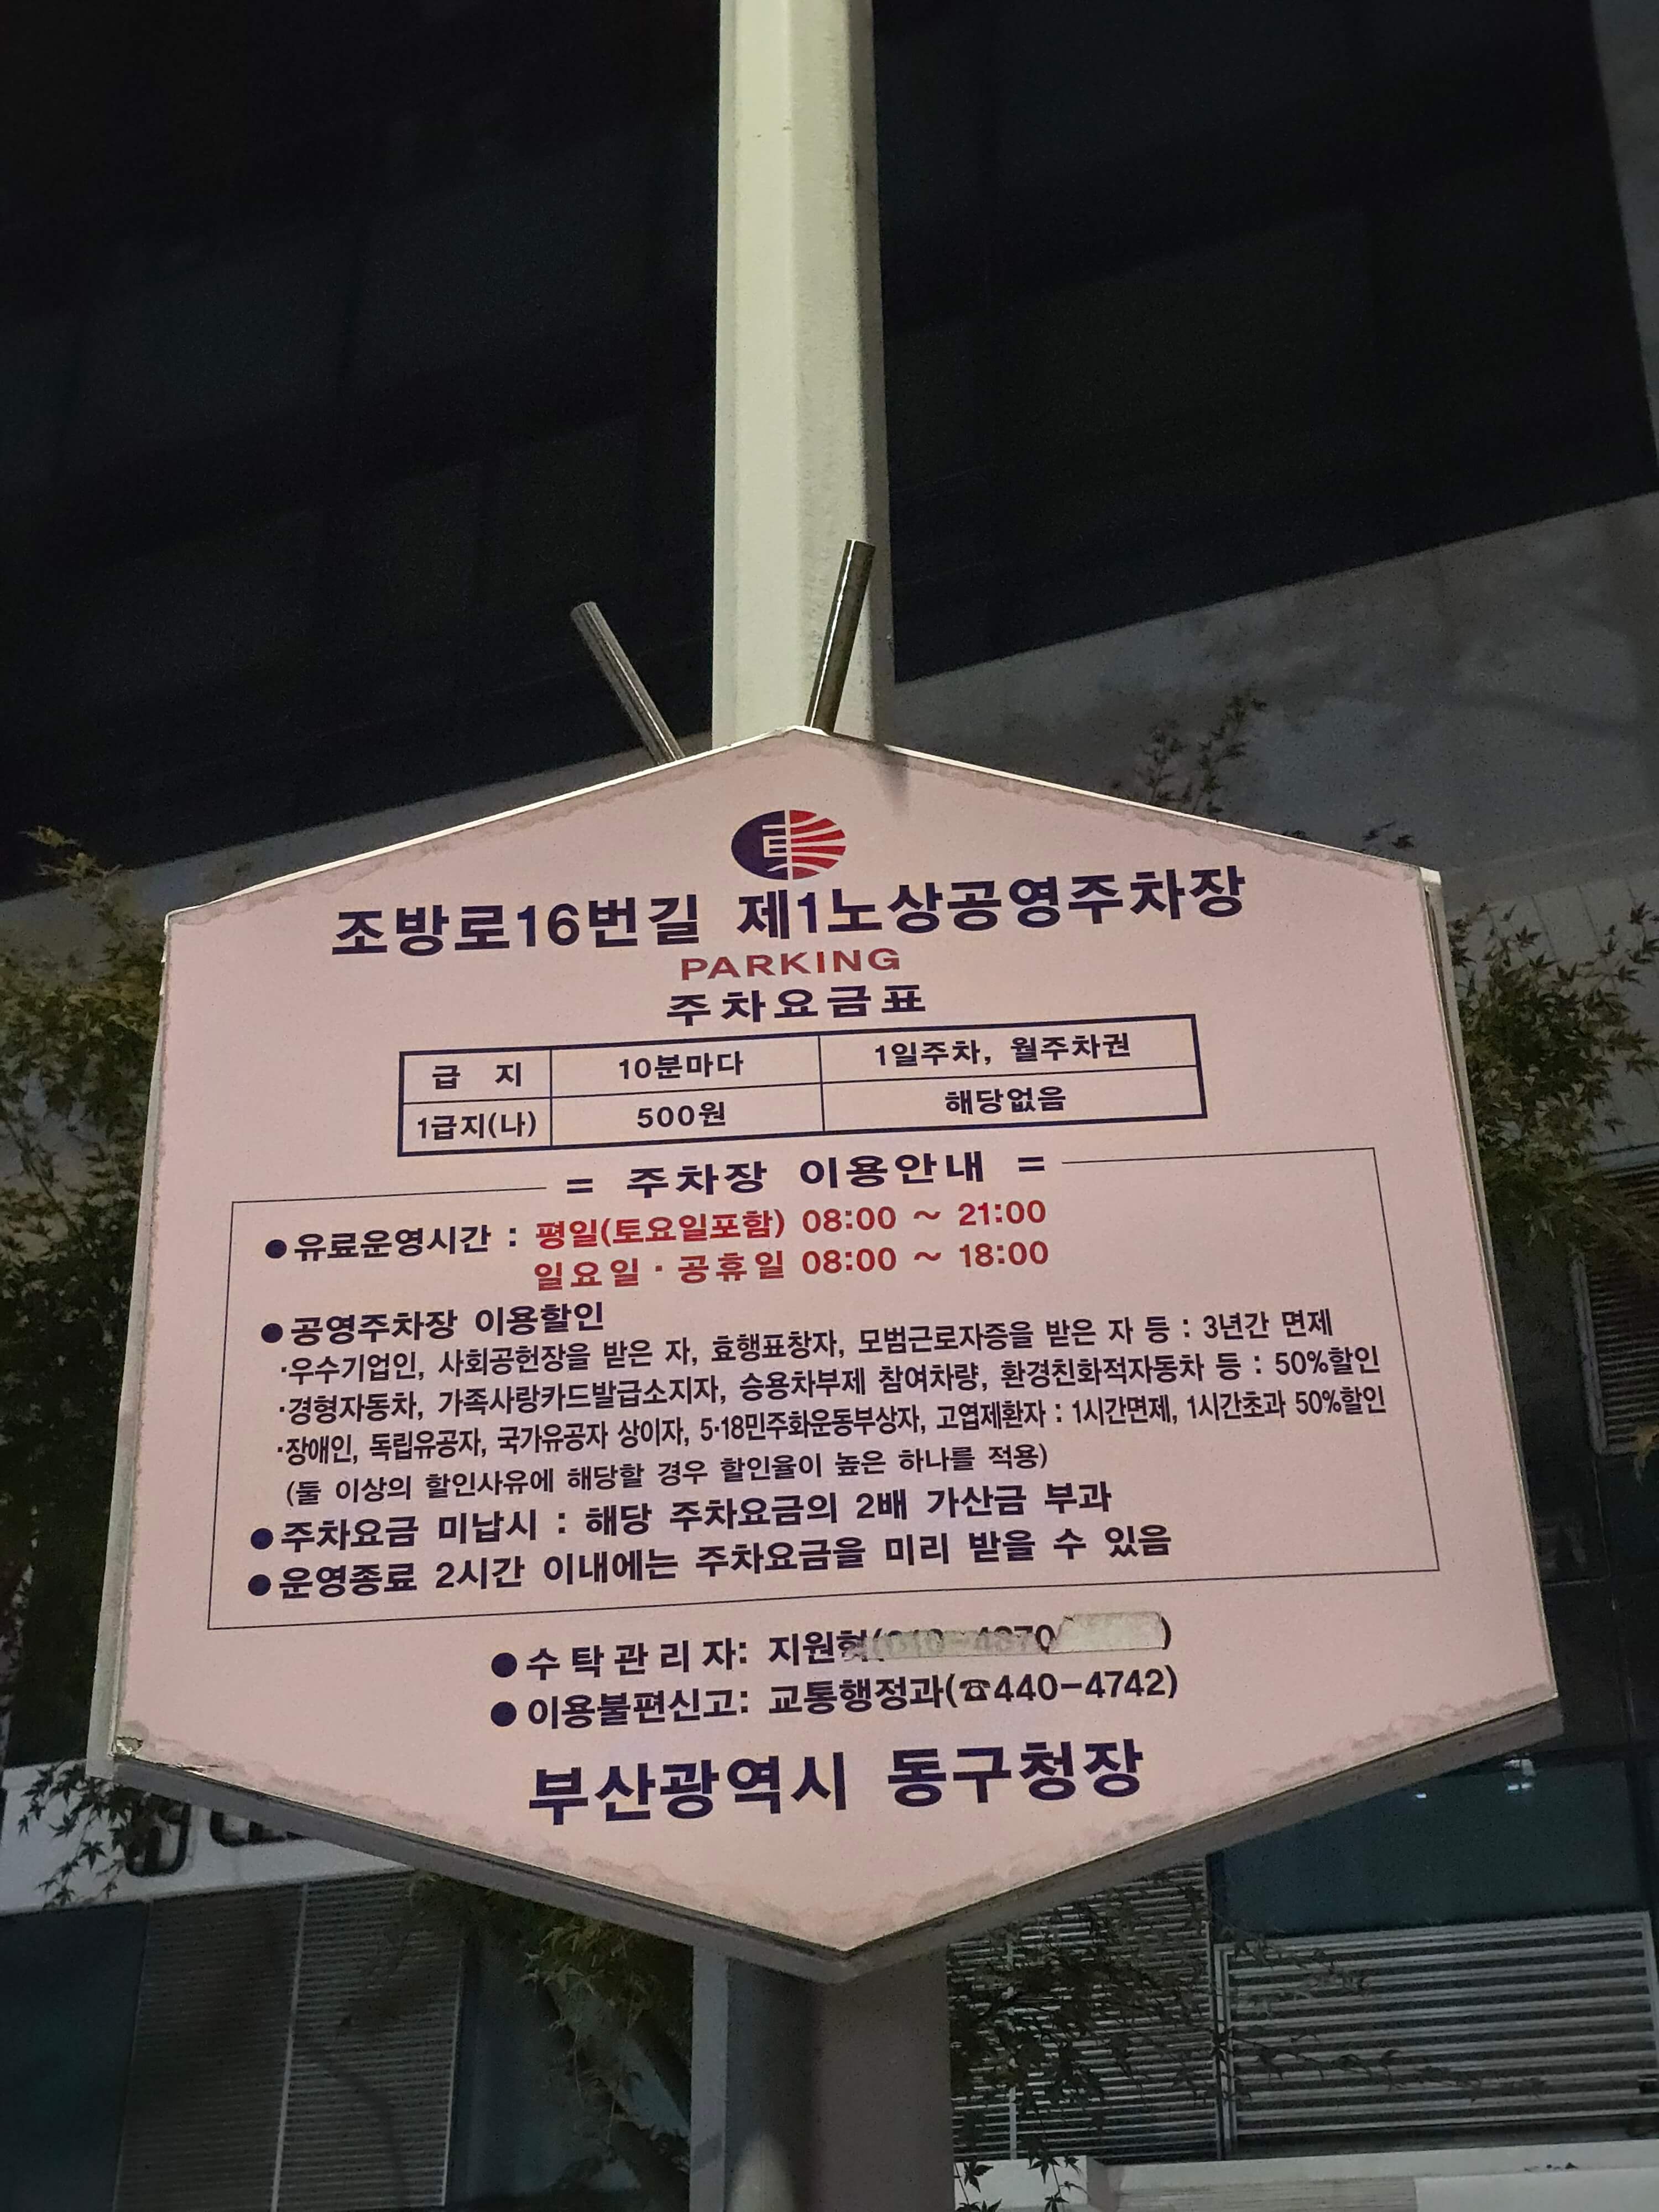 조방로16번길 제1노상공영주차장
PARKING
주차요금표
급 지 10분마다 1일주차, 월주차권
1급지(나) 500원 해당없음
= 주차장 이용안내 =
●유료운영시간 : 평일(토요일포함) 08:00 ~ 21:00
일요일·공휴일 08:00 ~ 18:00
●공영주차장 이용할인
·우수기업인, 사회공헌장을 받은 자, 효행표창자, 모범근로자증을 받은 자 등 : 3년간 면제
·경형자동차, 가족사랑카드발급소지자, 승용차부제 참여차량, 환경친화적자동차 등 : 50%할인
·장애인, 독립유공자, 국가유공자 상이자, 5·18민주화운동부상자, 고엽제환자 : 1시간면제, 1시간초과 50%할인
(둘 이상의 할인사유에 해당할 경우 할인율이 높은 하나를 적용)
●주차요금 미납시 : 해당 주차요금의 2배 가산금 부과
●운영종료 2시간 이내에는 주차요금을 미리 받을 수 있음
●수탁관리자:
●이용불편신고: 교통행정과(☎440-4742)
부산광역시 동구청장